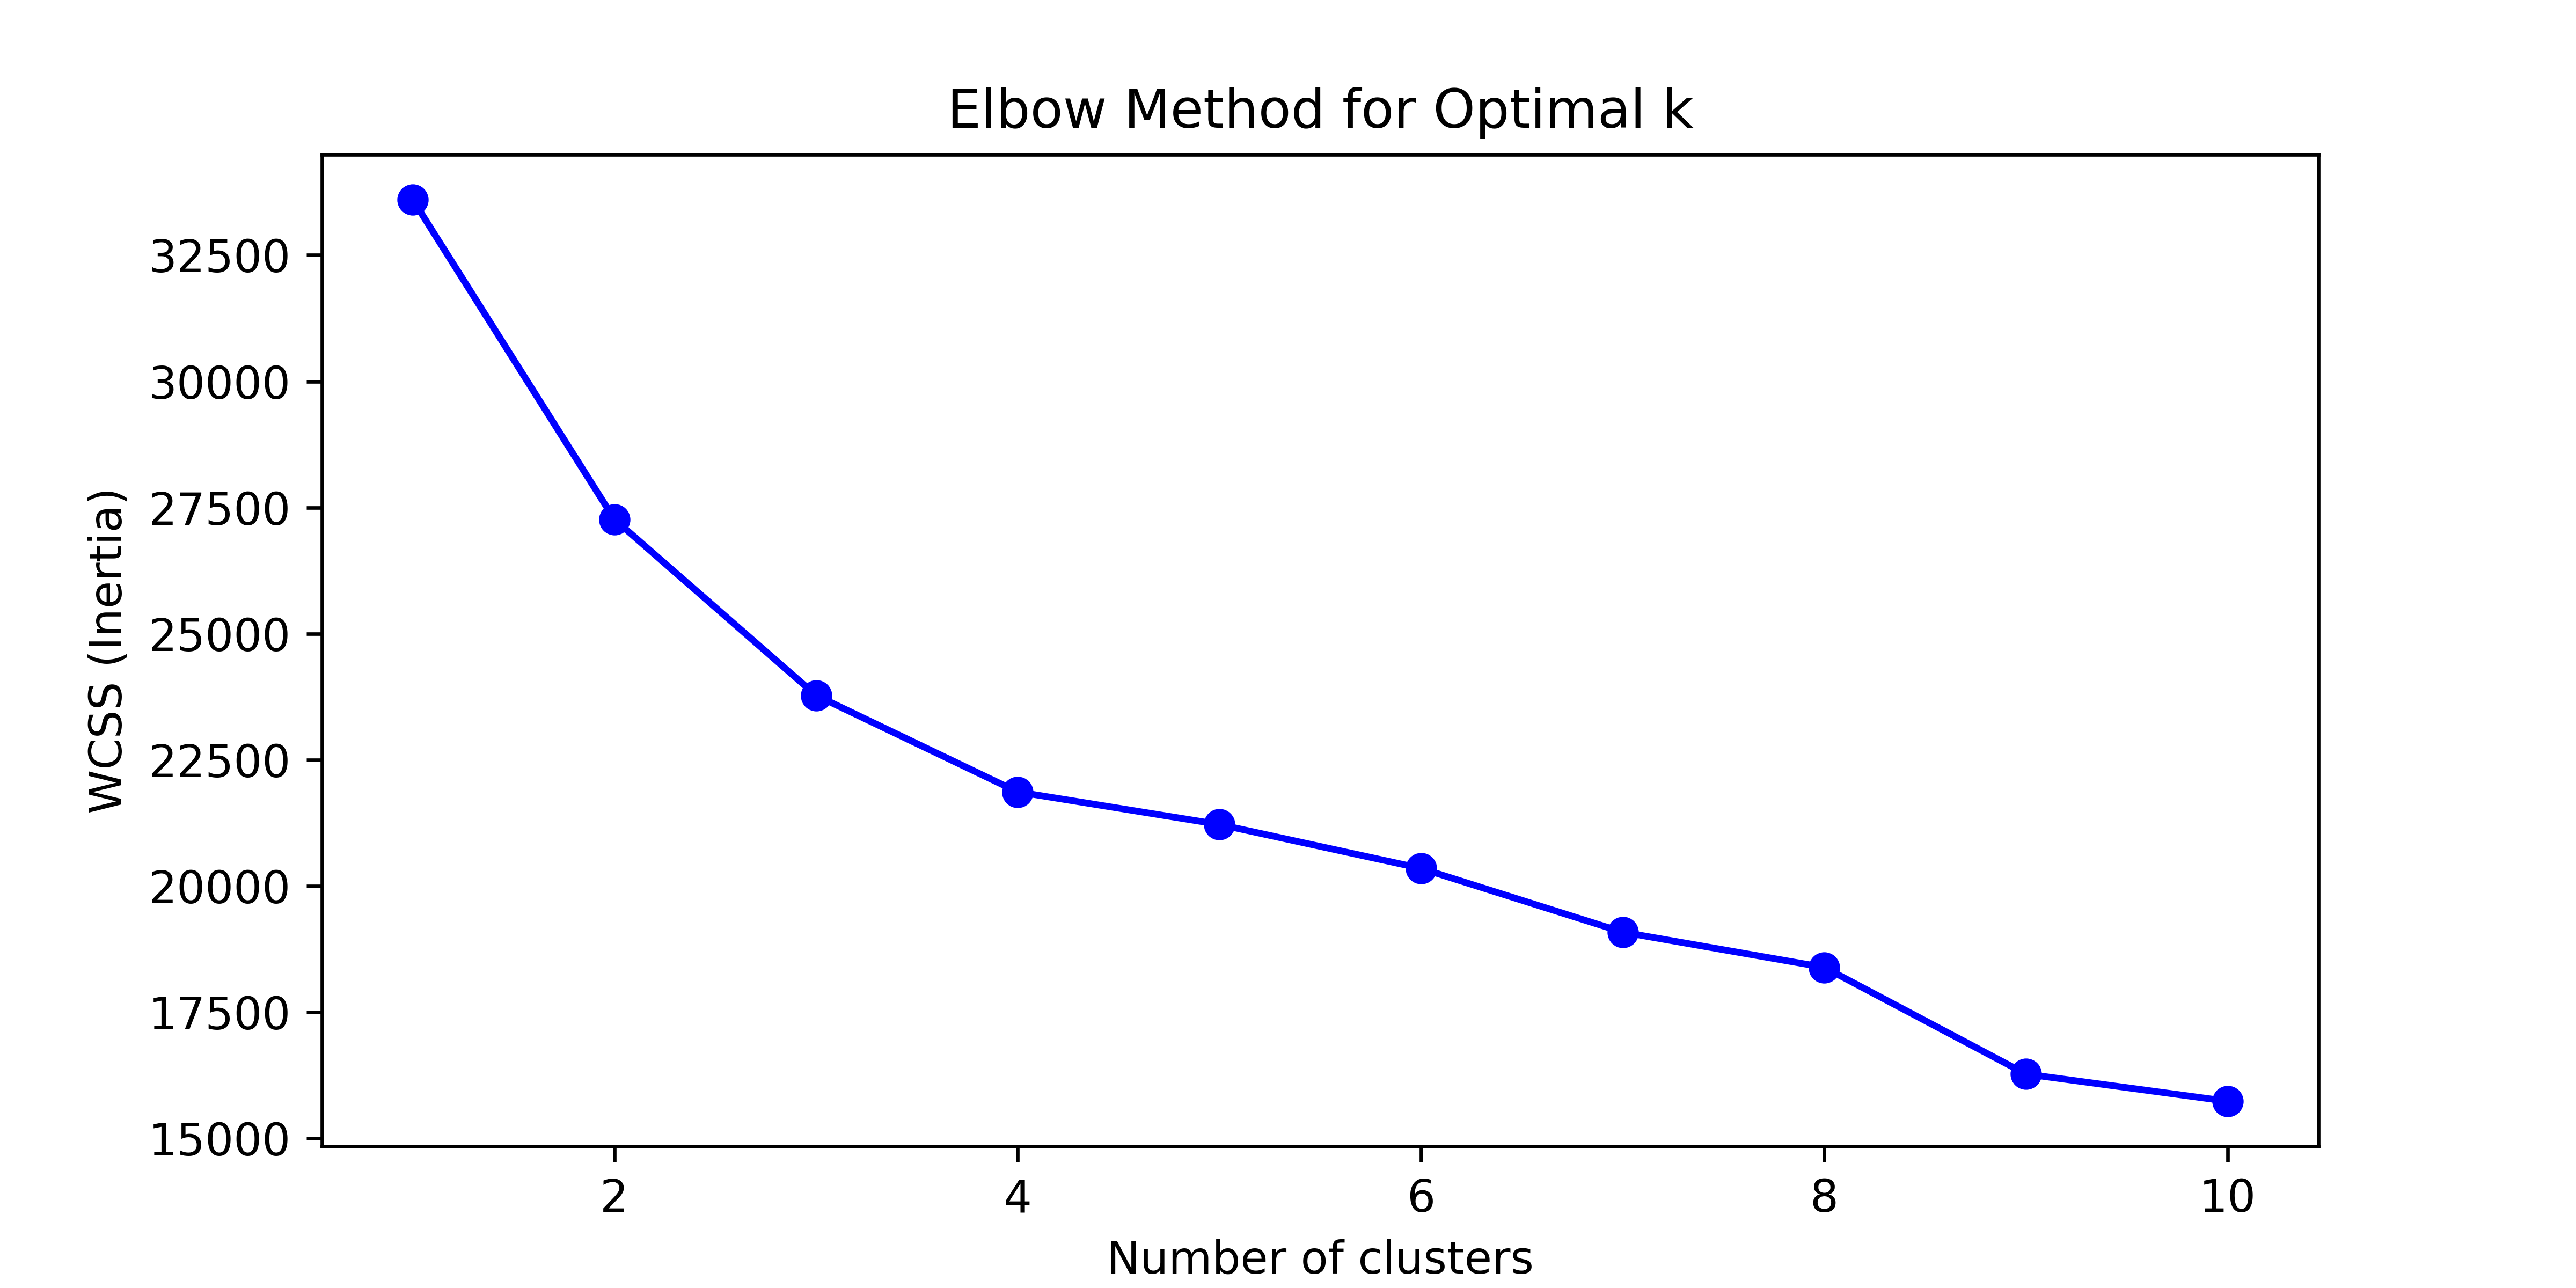 Elbow Method for Optimal k
WCSS (Inertia)
32500
30000
27500
25000
22500
20000
17500
15000
2 4 6 8 10
Number of clusters